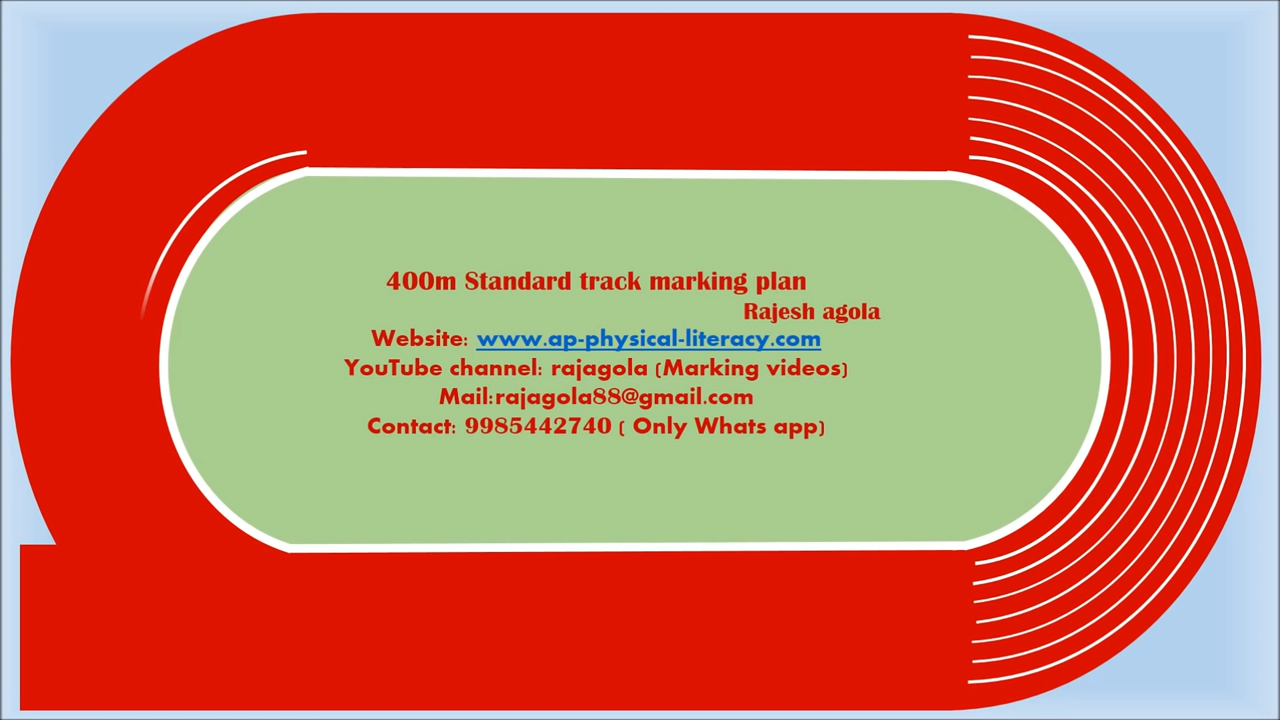 400m Standard track marking plan
Rajesh agola
Website: www.ap-physical-literacy.com
YouTube channel: rajagola (Marking videos)
Mail:rajagola88@gmail.com
Contact: 9985442740 ( Only Whats app)